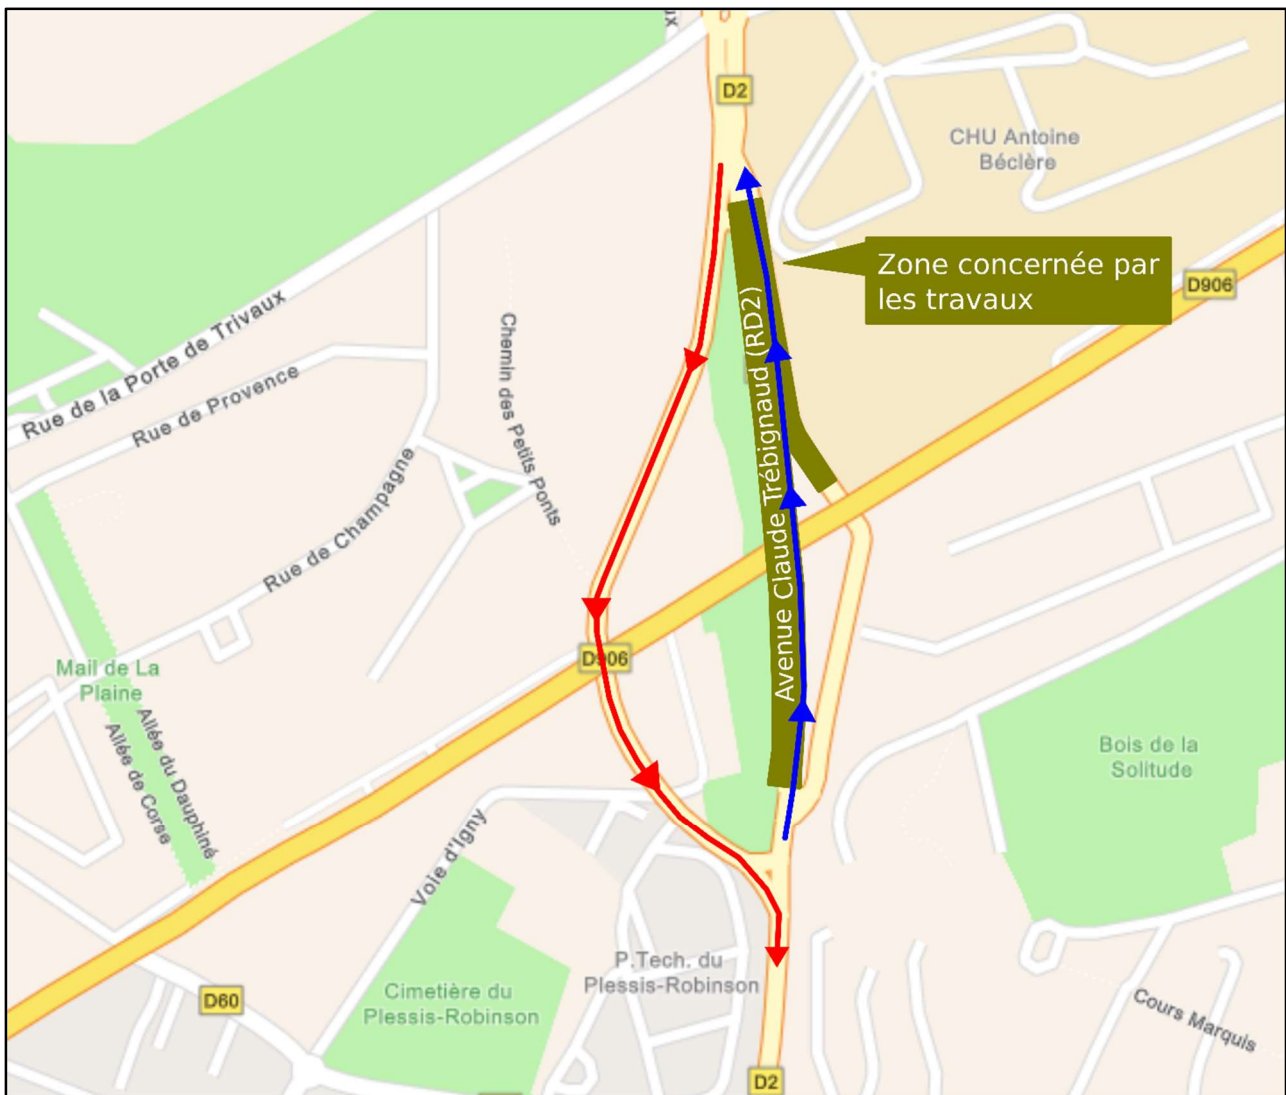 ux
D2
CHU Antoine
Béclère
Zone concernée par
les travaux
D906
Rue de la Porte de Trivaux
Rue de Provence
Chemin des Petits Ponts
Avenue Claude Trébignaud (RD2)
Rue de Champagne
D906
Mail de La
Plaine
Allée du Dauphiné
Allée de Corse
Bois de la
Solitude
Voie d'Igny
P.Tech. du
Plessis-Robinson
Cimetière du
Plessis-Robinson
D60
Cours Marquis
D2